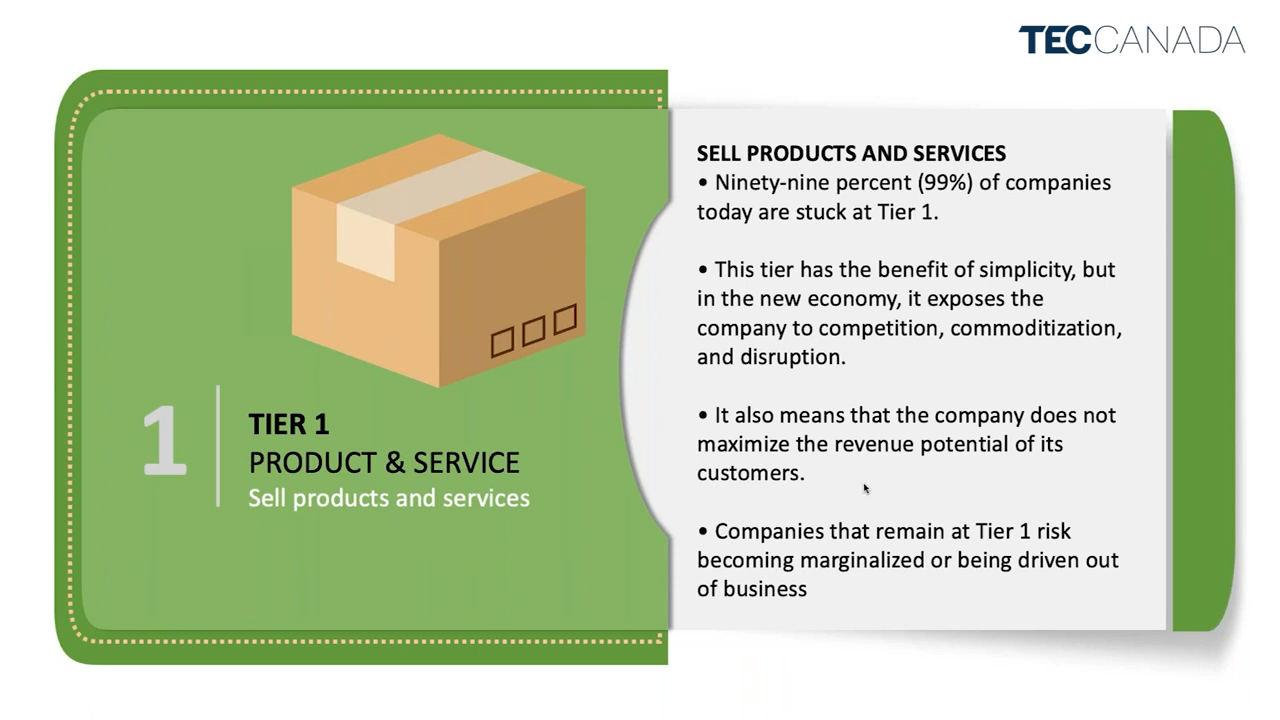 TECCANADA
1
TIER 1
PRODUCT & SERVICE
Sell products and services
SELL PRODUCTS AND SERVICES
• Ninety-nine percent (99%) of companies
today are stuck at Tier 1.
• This tier has the benefit of simplicity, but
in the new economy, it exposes the
company to competition, commoditization,
and disruption.
• It also means that the company does not
maximize the revenue potential of its
customers.
• Companies that remain at Tier 1 risk
becoming marginalized or being driven out
of business